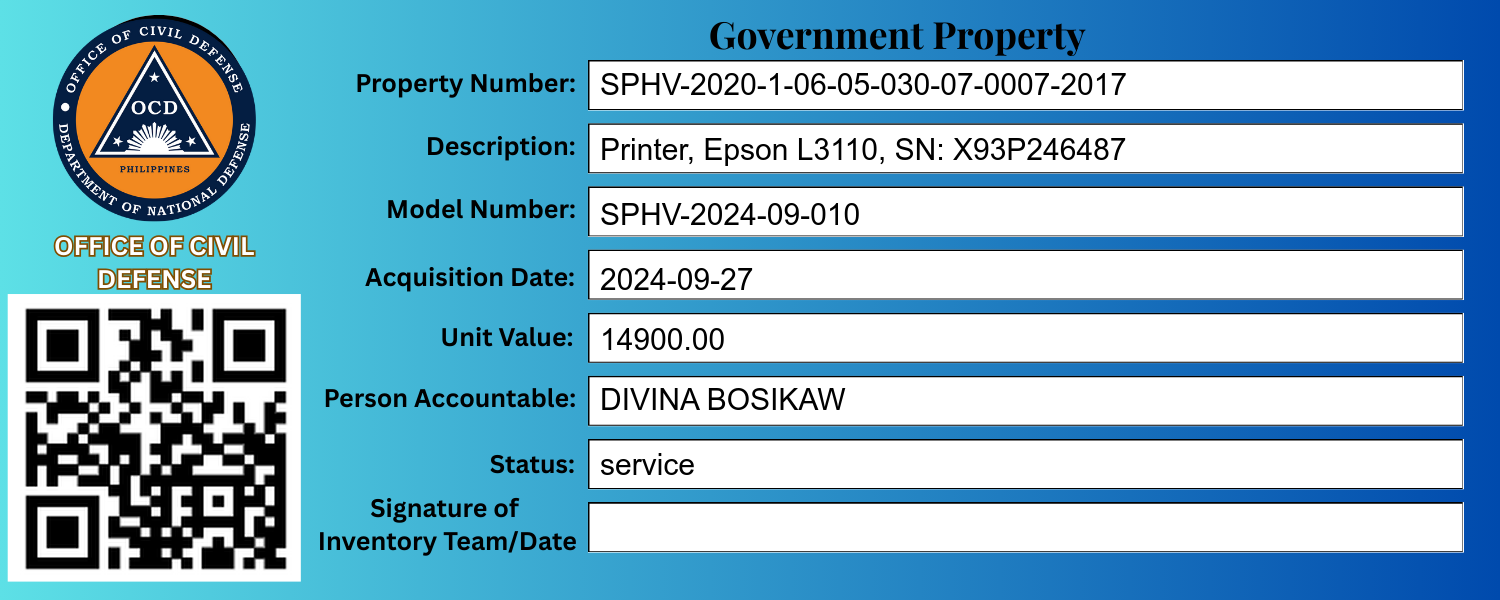 OFFICE OF CIVIL DEFENSE
OCD
PHILIPPINES
DEPARTMENT OF NATIONAL DEFENSE
OFFICE OF CIVIL
DEFENSE
Government Property
Property Number: SPHV-2020-1-06-05-030-07-0007-2017
Description: Printer, Epson L3110, SN: X93P246487
Model Number: SPHV-2024-09-010
Acquisition Date: 2024-09-27
Unit Value: 14900.00
Person Accountable: DIVINA BOSIKAW
Status: service
Signature of
Inventory Team/Date